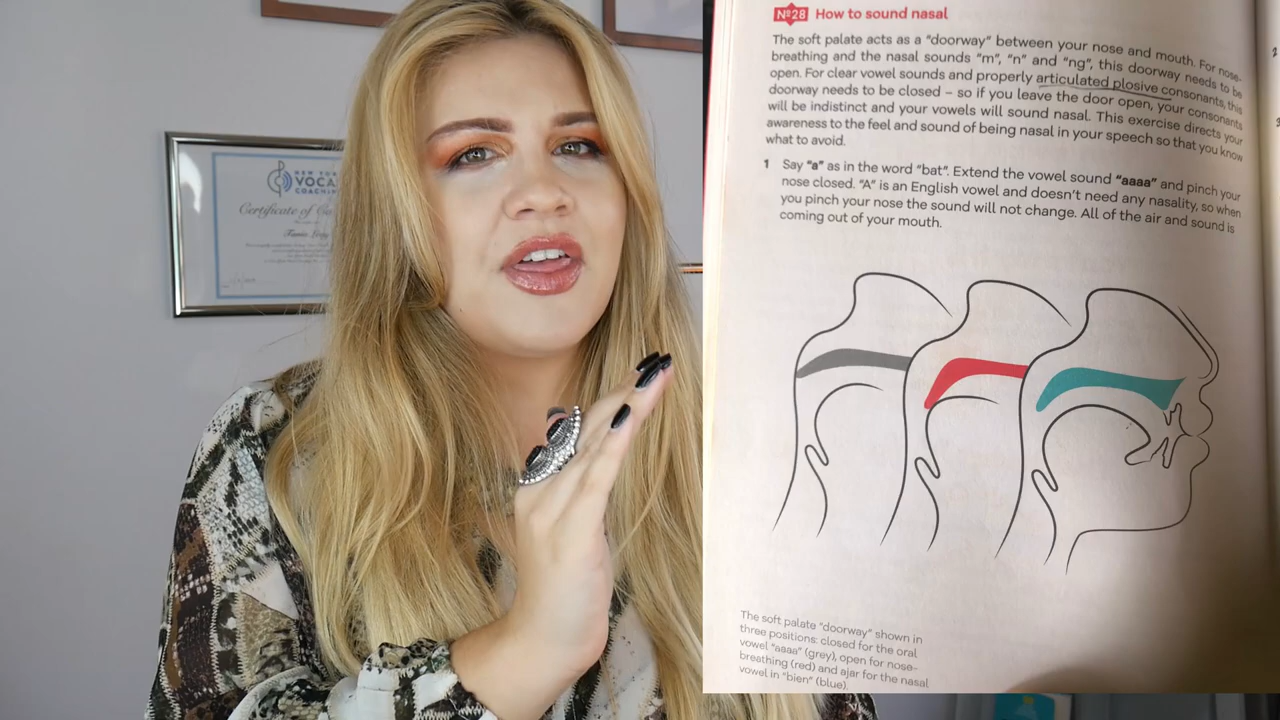 NEW YORK
VOCAL
COACHING
Certificate of
Nº28 How to sound nasal
The soft palate acts as a “doorway” between your nose and mouth. For nose-
breathing and the nasal sounds “m”, “n” and “ng”, this doorway needs to be
open. For clear vowel sounds and properly articulated plosive consonants, this
doorway needs to be closed – so if you leave the door open, your consonants
will be indistinct and your vowels will sound nasal. This exercise directs your
awareness to the feel and sound of being nasal in your speech so that you know
what to avoid.
1 Say “a” as in the word “bat”. Extend the vowel sound “aaaa” and pinch your
nose closed. “A” is an English vowel and doesn’t need any nasality, so when
you pinch your nose the sound will not change. All of the air and sound is
coming out of your mouth.
The soft palate “doorway” shown in
three positions: closed for the oral
vowel “aaaa” (grey), open for nose-
breathing (red) and ajar for the nasal
vowel in “bien” (blue).